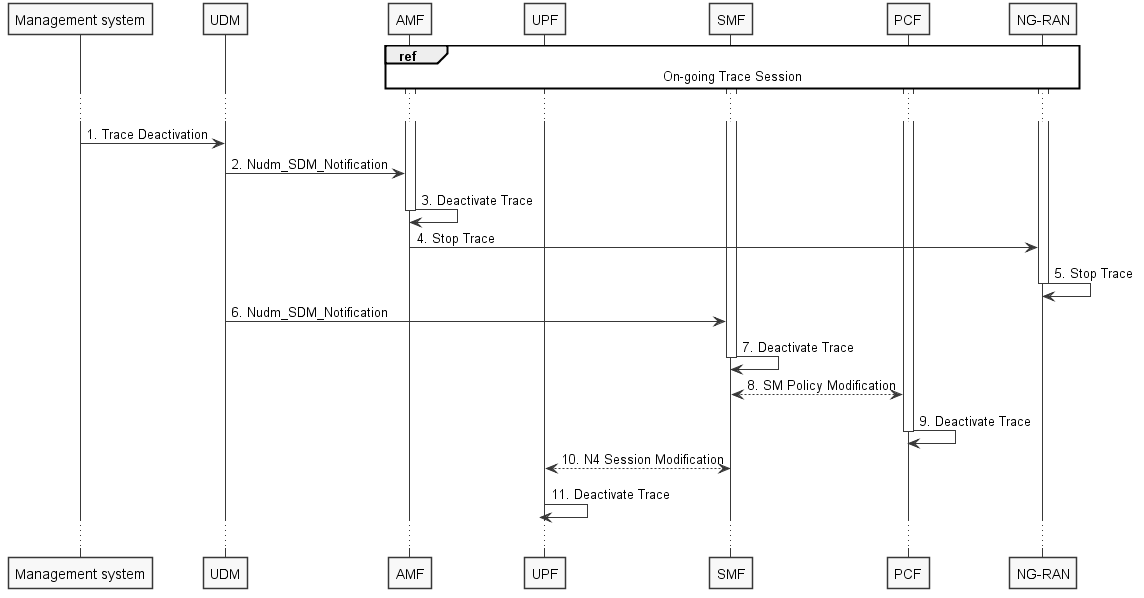 Management system
UDM
AMF
UPF
SMF
PCF
NG-RAN
ref
On-going Trace Session
1. Trace Deactivation
2. Nudm_SDM_Notification
3. Deactivate Trace
4. Stop Trace
5. Stop Trace
6. Nudm_SDM_Notification
7. Deactivate Trace
8. SM Policy Modification
9. Deactivate Trace
10. N4 Session Modification
11. Deactivate Trace
Management system
UDM
AMF
UPF
SMF
PCF
NG-RAN